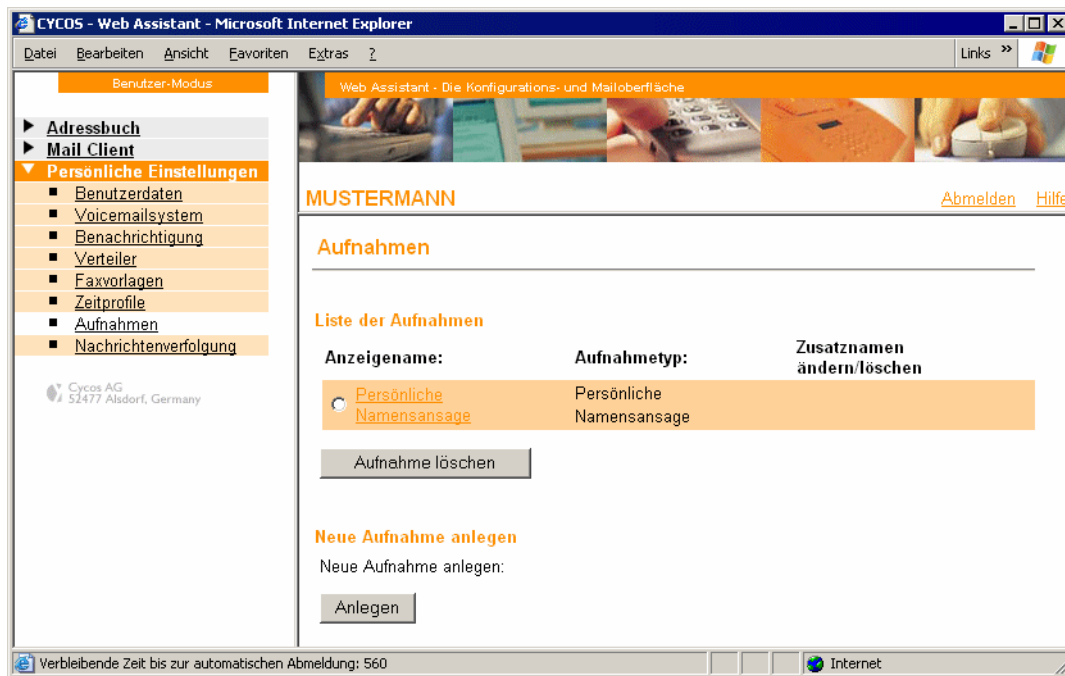 CYCOS - Web Assistant - Microsoft Internet Explorer
Datei Bearbeiten Ansicht Favoriten Extras ?
Links »
Benutzer-Modus
Web Assistant - Die Konfigurations- und Mailoberfläche
Adressbuch
Mail Client
Persönliche Einstellungen
Benutzerdaten
Voicemailsystem
Benachrichtigung
Verteiler
Faxvorlagen
Zeitprofile
Aufnahmen
Nachrichtenverfolgung
Cycos AG
52477 Alsdorf, Germany
MUSTERMANN
Abmelden Hilfe
Aufnahmen
Liste der Aufnahmen
Anzeigename: Aufnahmetyp: Zusatznamen
ändern/löschen
Persönliche Persönliche
Namensansage Namensansage
Aufnahme löschen
Neue Aufnahme anlegen
Neue Aufnahme anlegen:
Anlegen
Verbleibende Zeit bis zur automatischen Abmeldung: 560
Internet